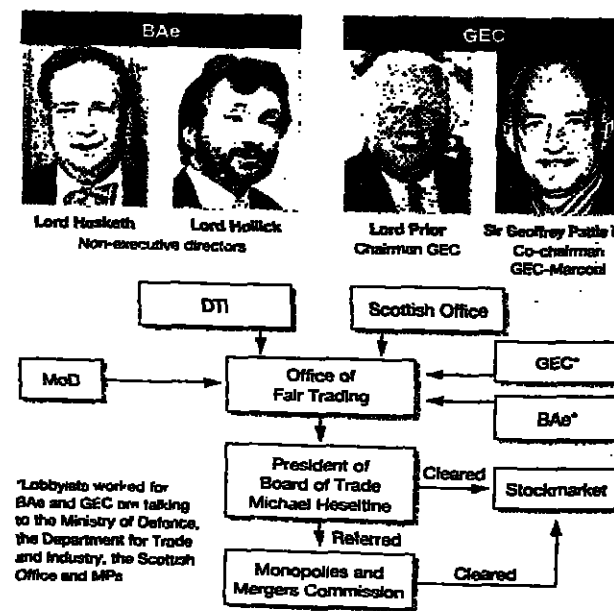 BAe
GEC
Lord Hesketh
Lord Hollick
Non-executive directors
Lord Prior
Chairman GEC
Sir Geoffrey Pattie
Co-chairman
GEC-Marconi
DTI
Scottish Office
MoD
Office of
Fair Trading
GEC*
BAe*
President of
Board of Trade
Michael Heseltine
Cleared
Stockmarket
Referred
Monopolies and
Mergers Commission
Cleared
*Lobbyists worked for
BAe and GEC are talking
to the Ministry of Defence,
the Department for Trade
and Industry, the Scottish
Office and MPs